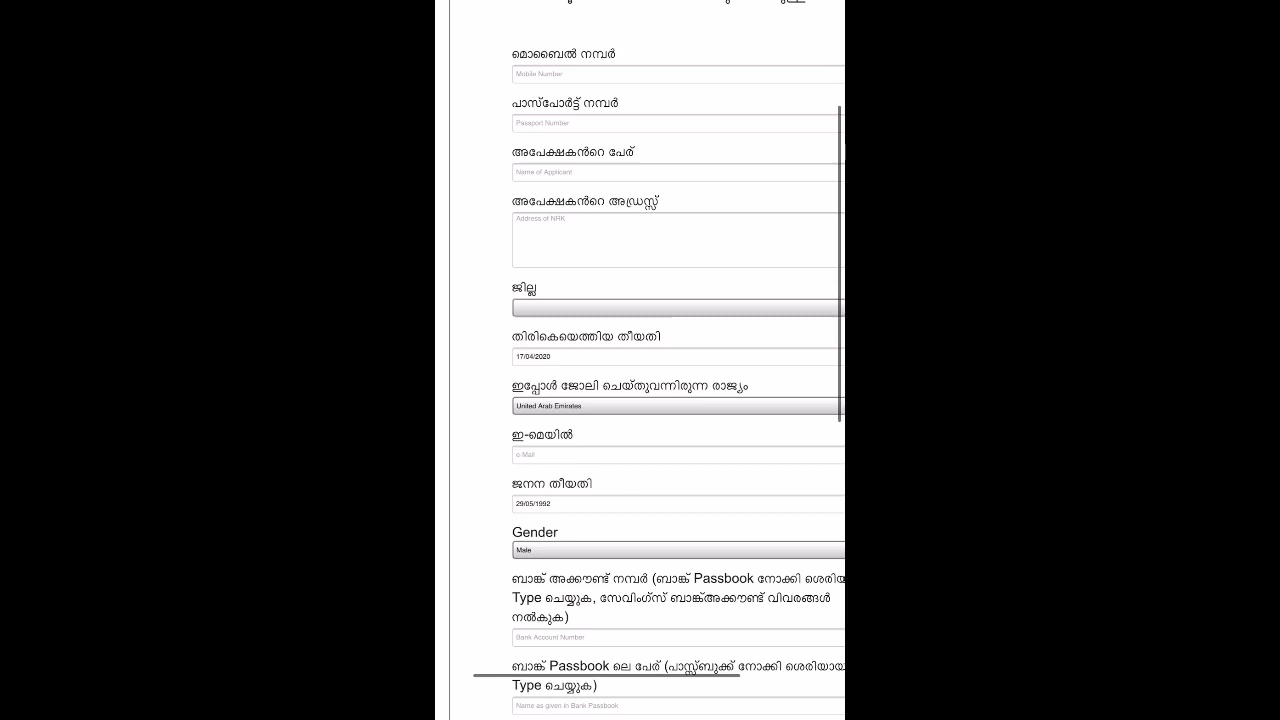 മൊബൈൽ നമ്പർ
Mobile Number
പാസ്പോർട്ട് നമ്പർ
Passport Number
അപേക്ഷകൻറെ പേര്
Name of Applicant
അപേക്ഷകൻറെ അഡ്രസ്സ്
Address of NRK
ജില്ല
തിരികെയെത്തിയ തീയതി
17/04/2020
ഇപ്പോൾ ജോലി ചെയ്തുവന്നിരുന്ന രാജ്യം
United Arab Emirates
ഇ-മെയിൽ
e-Mail
ജനന തീയതി
29/05/1992
Gender
Male
ബാങ്ക് അക്കൗണ്ട് നമ്പർ (ബാങ്ക് Passbook നോക്കി ശെരിയ
Type ചെയ്യുക, സേവിംഗ്സ് ബാങ്ക്അക്കൗണ്ട് വിവരങ്ങൾ
നൽകുക)
Bank Account Number
ബാങ്ക് Passbook ലെ പേര് (പാസ്സ്ബുക്ക് നോക്കി ശെരിയായ
Type ചെയ്യുക)
Name as given in Bank Passbook